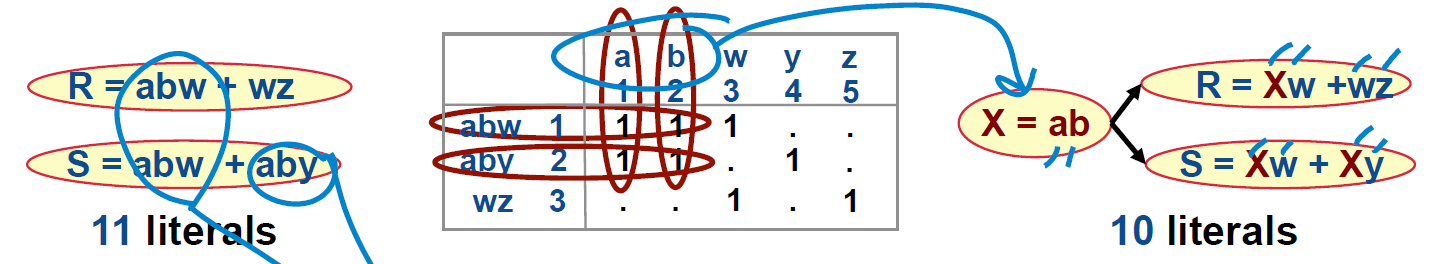 R = abw + wz
S = abw + aby
11 literals
a b w y z
1 2 3 4 5
abw 1 1 1 1 . .
aby 2 1 1 . 1 .
wz 3 . . 1 . 1
X = ab
R = Xw +wz
S = Xw + Xy
10 literals